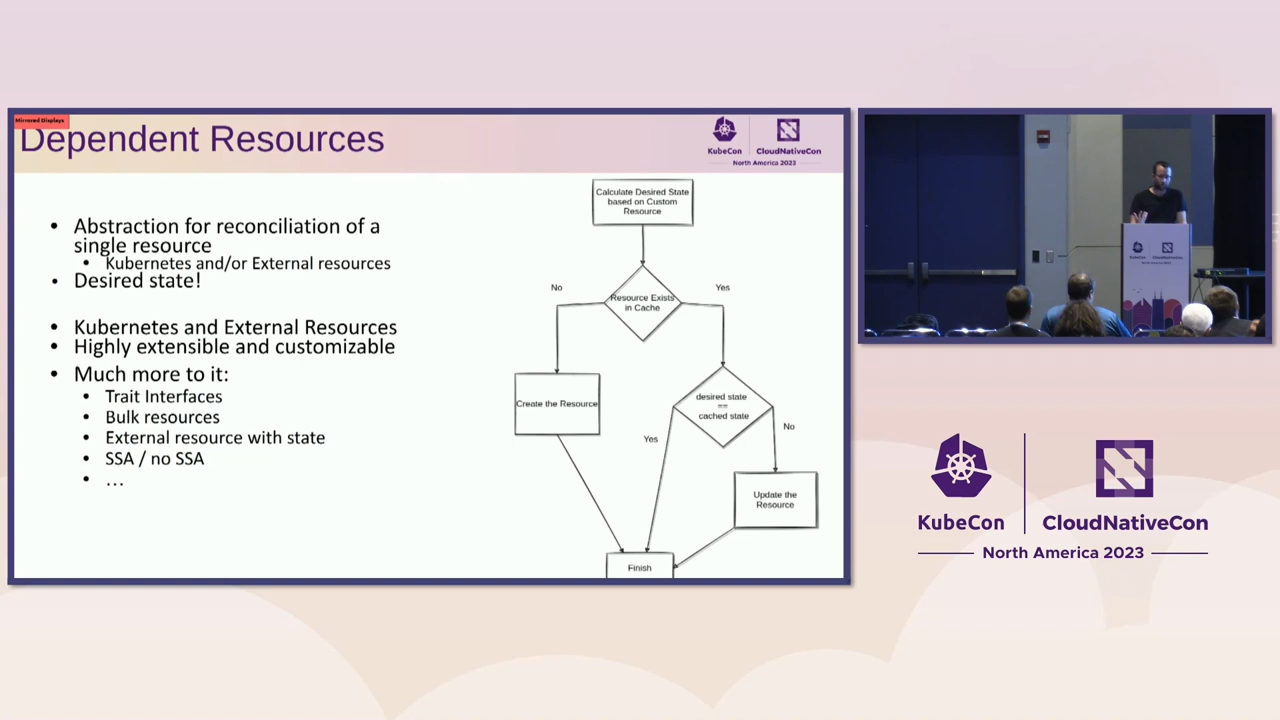 Mirrored Displays
Dependent Resources
KubeCon
CloudNativeCon
North America 2023
• Abstraction for reconciliation of a
single resource
• Kubernetes and/or External resources
• Desired state!
• Kubernetes and External Resources
• Highly extensible and customizable
• Much more to it:
• Trait Interfaces
• Bulk resources
• External resource with state
• SSA / no SSA
• …
Calculate Desired State
based on Custom
Resource
Resource Exists
in Cache
No
Yes
Create the Resource
desired state
==
cached state
Yes
No
Update the
Resource
Finish
KubeCon
CloudNativeCon
KubeCon
CloudNativeCon
North America 2023